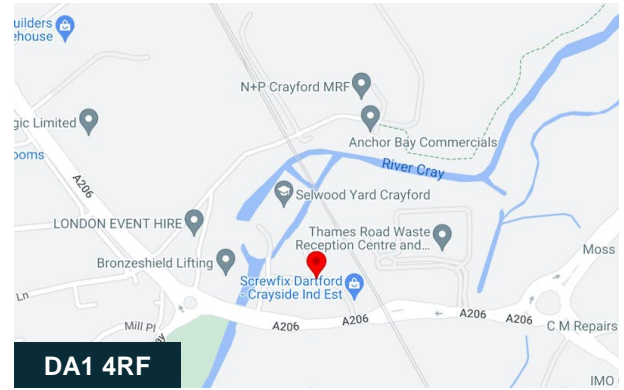 uilders
ehouse
N+P Crayford MRF
gic Limited
Anchor Bay Commercials
ooms
River Cray
A206
Selwood Yard Crayford
LONDON EVENT HIRE
Thames Road Waste
Reception Centre and...
Moss
Bronzeshield Lifting
Screwfix Dartford
- Crayside Ind Est
Ln
A206
A206
A206
A206
Mill Pl
C M Repairs
ey
DA1 4RF
IMO